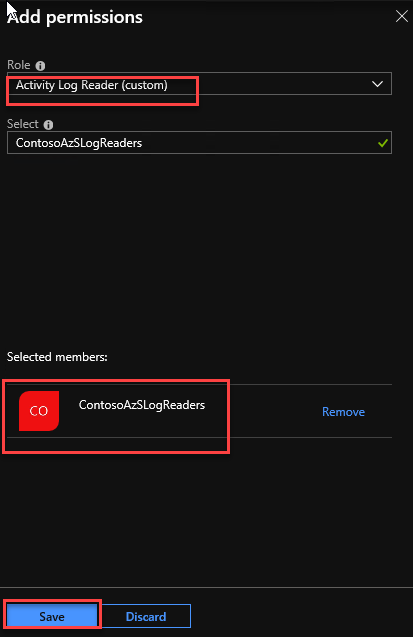 Add permissions
Role
Activity Log Reader (custom)
Select
ContosoAzSLogReaders
Selected members:
CO ContosoAzSLogReaders Remove
Save Discard